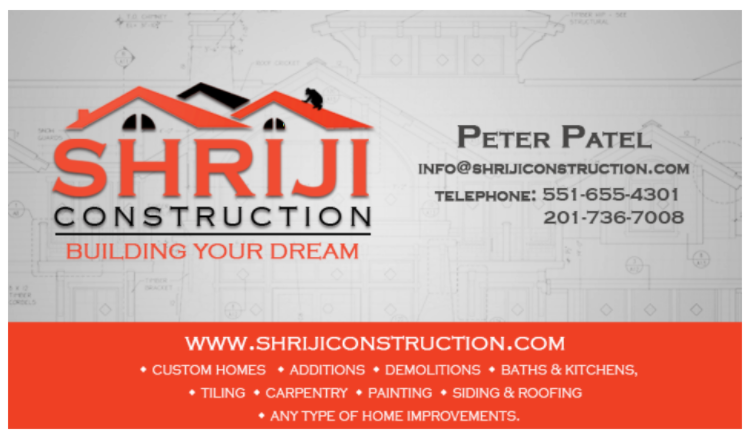 SHRIJI
CONSTRUCTION
BUILDING YOUR DREAM
PETER PATEL
INFO@SHRIJICONSTRUCTION.COM
TELEPHONE: 551-655-4301
201-736-7008
WWW.SHRIJICONSTRUCTION.COM
• CUSTOM HOMES • ADDITIONS • DEMOLITIONS • BATHS & KITCHENS,
• TILING • CARPENTRY • PAINTING • SIDING & ROOFING
• ANY TYPE OF HOME IMPROVEMENTS.